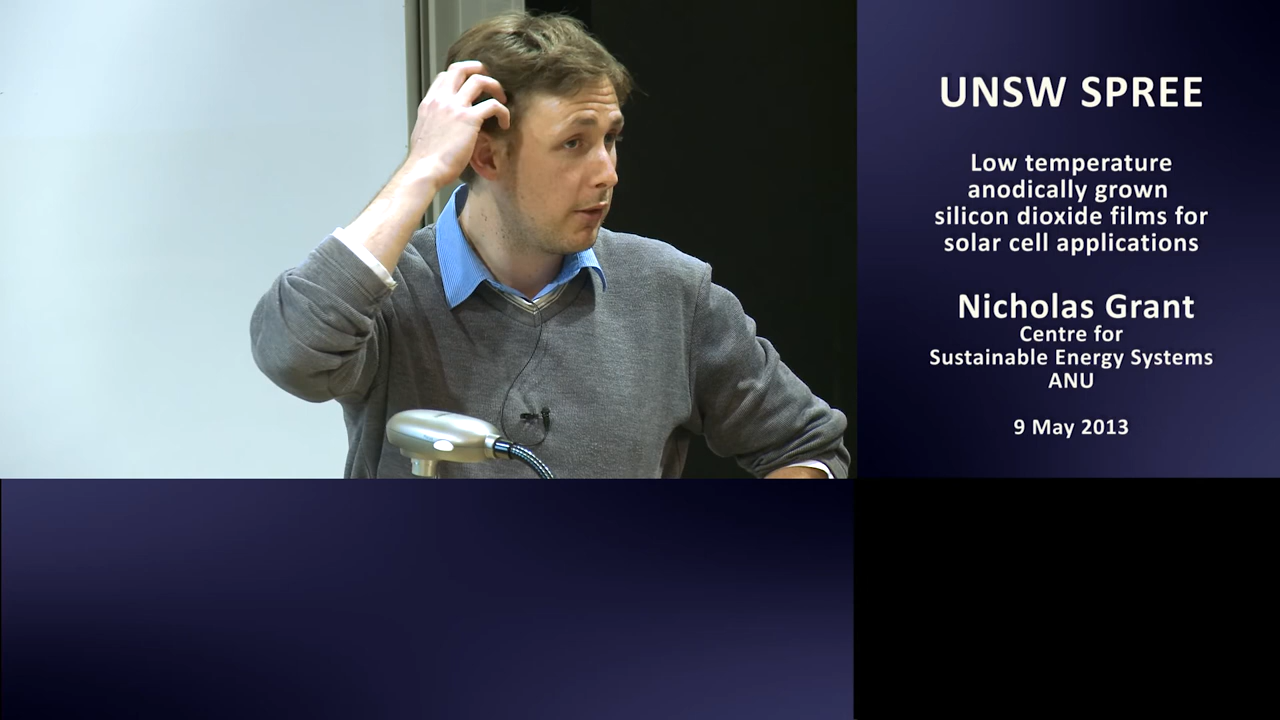 UNSW SPREE
Low temperature
anodically grown
silicon dioxide films for
solar cell applications
Nicholas Grant
Centre for
Sustainable Energy Systems
ANU
9 May 2013